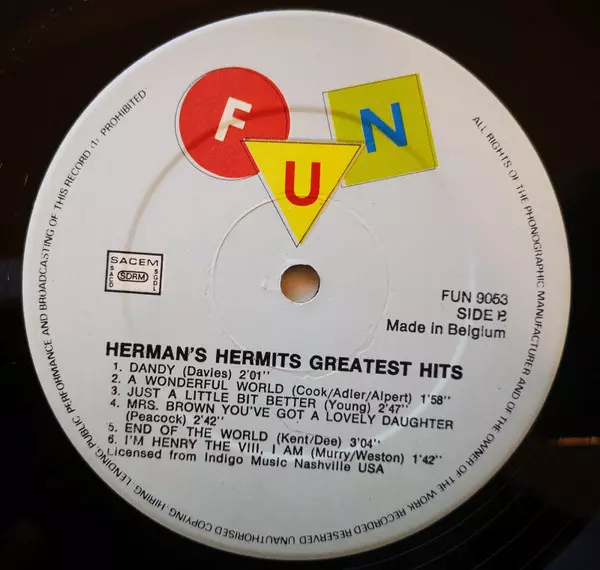 F
U
N
SACEM
SACD
SDRM
SGDL
FUN 9053
SIDE B
Made in Belgium
HERMAN'S HERMITS GREATEST HITS
1. DANDY (Davies) 2'01''
2. A WONDERFUL WORLD (Cook/Adler/Alpert) 1'58''
3. JUST A LITTLE BIT BETTER (Young) 2'47''
4. MRS. BROWN YOU'VE GOT A LOVELY DAUGHTER
(Peacock) 2'42''
5. END OF THE WORLD (Kent/Dee) 3'04''
6. I'M HENRY THE VIII, I AM (Murry/Weston) 1'42''
Licensed from Indigo Music Nashville USA
ALL RIGHTS OF THE PHONOGRAPHIC MANUFACTURER AND OF THE OWNER OF THE WORK RECORDED RESERVED UNAUTHORISED COPYING HIRING, LENDING, PUBLIC PERFORMANCE AND BROADCASTING OF THIS RECORD (1: PROHIBITED